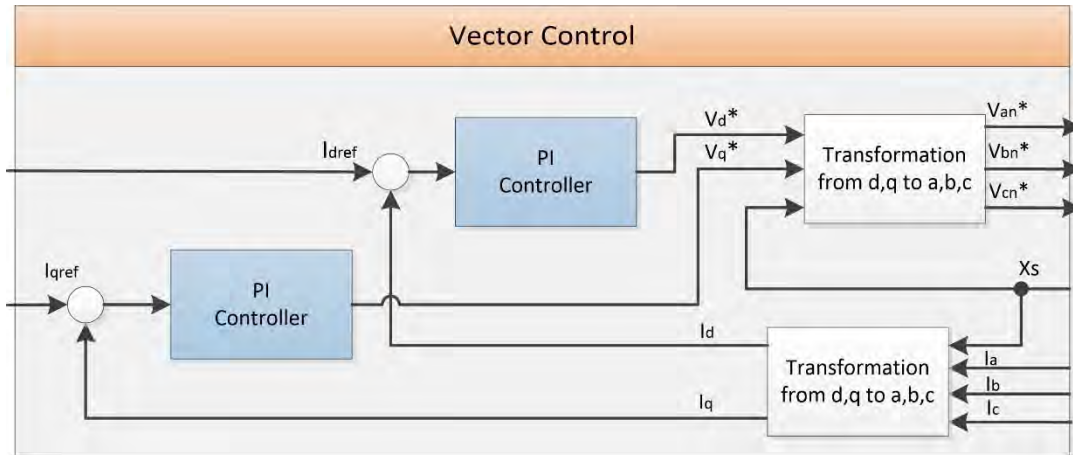 Vector Control
Idref
PI
Controller
Vd*
Vq*
Transformation
from d,q to a,b,c
Van*
Vbn*
Vcn*
Iqref
PI
Controller
Xs
Id
Iq
Transformation
from d,q to a,b,c
Ia
Ib
Ic